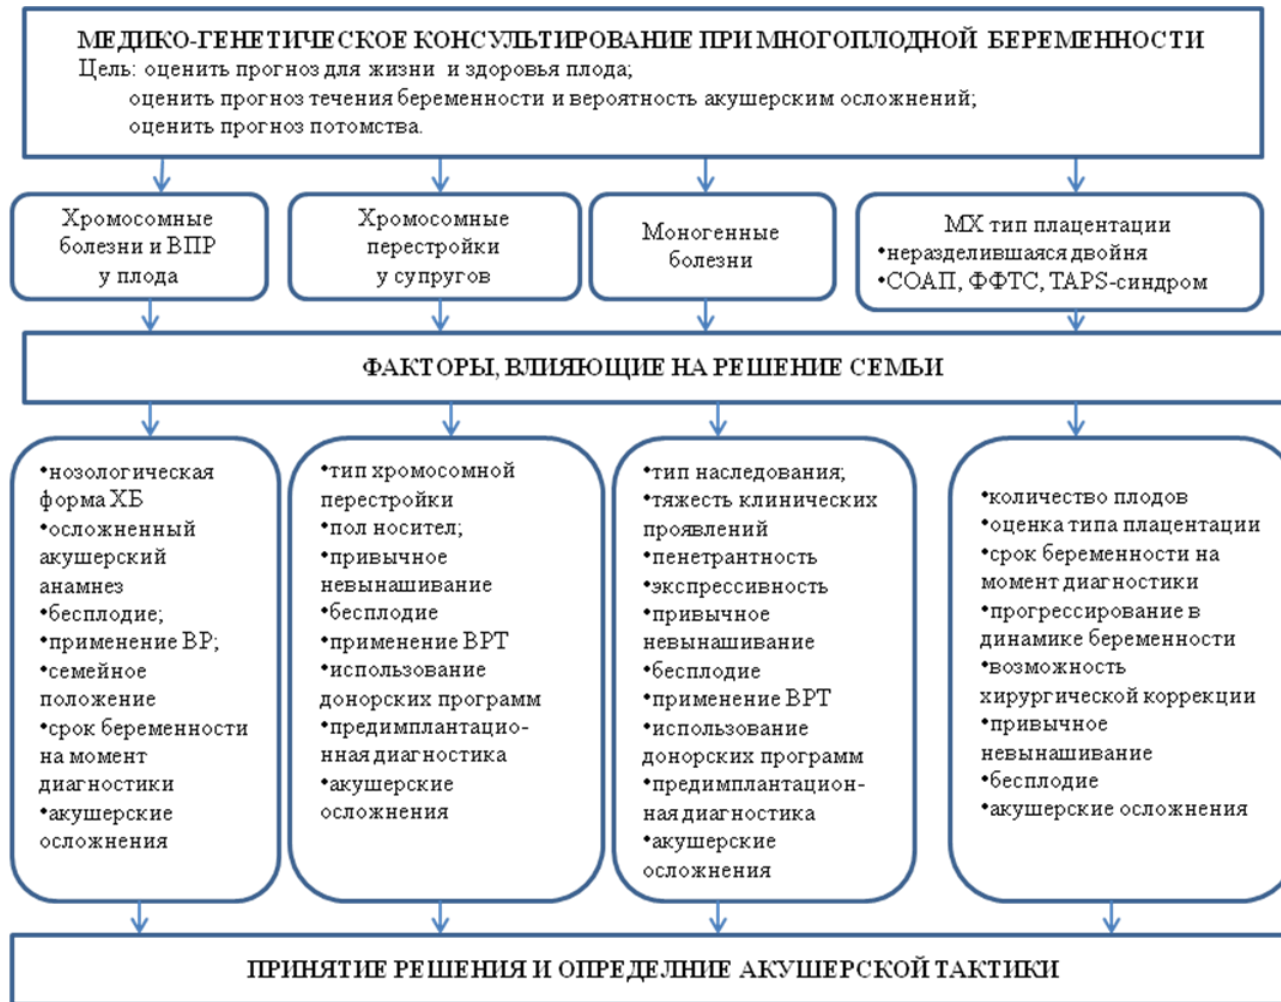 МЕДИКО-ГЕНЕТИЧЕСКОЕ КОНСУЛЬТИРОВАНИЕ ПРИ МНОГОПЛОДНОЙ БЕРЕМЕННОСТИ
Цель: оценить прогноз для жизни и здоровья плода;
оценить прогноз течения беременности и вероятность акушерским осложнений;
оценить прогноз потомства.
Хромосомные
болезни и ВПР
у плода
Хромосомные
перестройки
у супругов
Моногенные
болезни
МХ тип плацентации
•неразделившаяся двойня
•СОАП, ФФТС, TAPS-синдром
ФАКТОРЫ, ВЛИЯЮЩИЕ НА РЕШЕНИЕ СЕМЬИ
•нозологическая
форма ХБ
•осложненный
акушерский
анамнез
•бесплодие;
•применение ВР;
•семейное
положение
•срок беременности
на момент
диагностики
•акушерские
осложнения
•тип хромосомной
перестройки
•пол носител;
•привычное
невынашивание
•бесплодие
•применение ВРТ
•использование
донорских программ
•предимплантацио-
нная диагностика
•акушерские
осложнения
•тип наследования;
•тяжесть клинических
проявлений
•пенетрантность
•экспрессивность
•привычное
невынашивание
•бесплодие
•применение ВРТ
•использование
донорских программ
•предимплантацион-
ная диагностика
•акушерские
осложнения
•количество плодов
•оценка типа плацентации
•срок беременности на
момент диагностики
•прогрессирование в
динамике беременности
•возможность
хирургической коррекции
•привычное
невынашивание
•бесплодие
•акушерские осложнения
ПРИНЯТИЕ РЕШЕНИЯ И ОПРЕДЕЛНИЕ АКУШЕРСКОЙ ТАКТИКИ